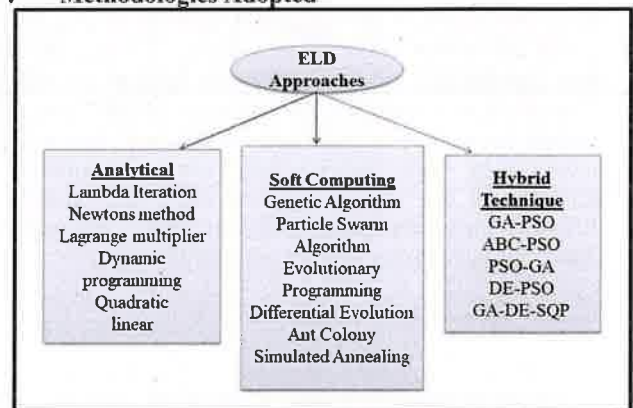 Methodologies Adopted
ELD
Approaches
Analytical
Lambda Iteration
Newtons method
Lagrange multiplier
Dynamic
programming
Quadratic
linear
Soft Computing
Genetic Algorithm
Particle Swarm
Algorithm
Evolutionary
Programming
Differential Evolution
Ant Colony
Simulated Annealing
Hybrid
Technique
GA-PSO
ABC-PSO
PSO-GA
DE-PSO
GA-DE-SQP